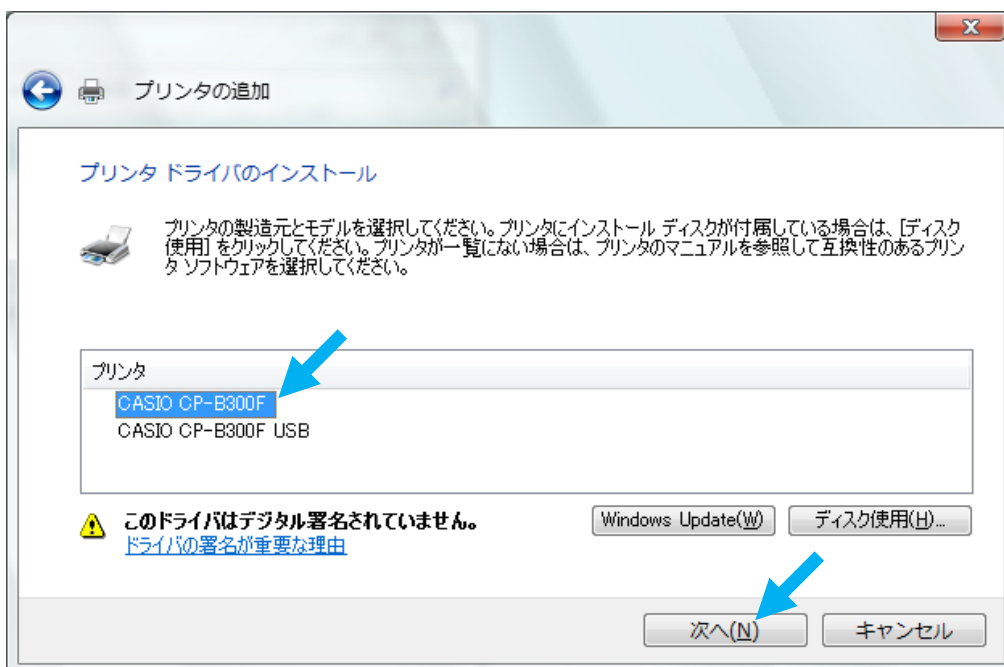 プリンタの追加
プリンタ ドライバのインストール
プリンタの製造元とモデルを選択してください。プリンタにインストール ディスクが付属している場合は、[ディスク
使用] をクリックしてください。プリンタが一覧にない場合は、プリンタのマニュアルを参照して互換性のあるプリン
タ ソフトウェアを選択してください。
プリンタ
CASIO CP-B300F
CASIO CP-B300F USB
このドライバはデジタル署名されていません。
Windows Update(W)
ディスク使用(H)...
ドライバの署名が重要な理由
次へ(N)
キャンセル